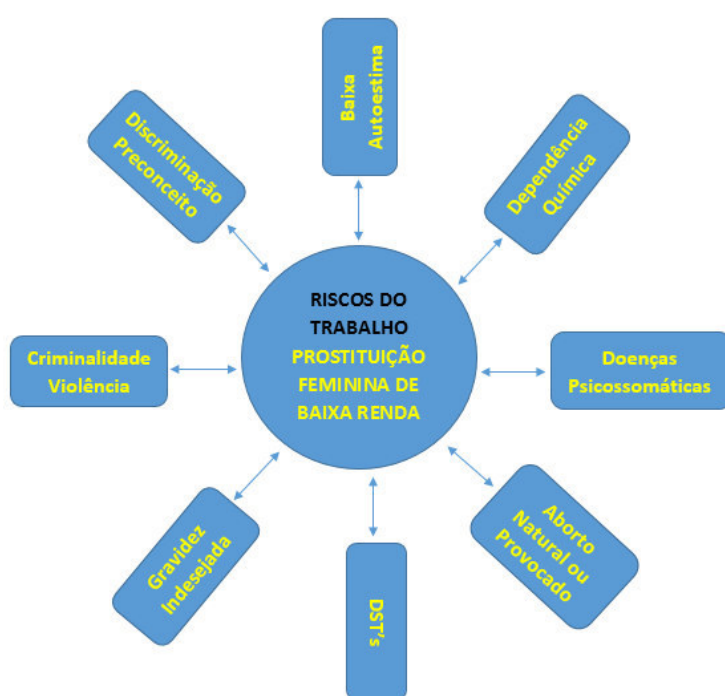 Baixa
Autoestima
Discriminação
Preconceito
Dependência
Química
RISCOS DO
TRABALHO
PROSTITUIÇÃO
FEMININA DE
BAIXA RENDA
Criminalidade
Violência
Doenças
Psicossomáticas
Gravidez
Indesejada
DST's
Aborto
Natural ou
Provocado